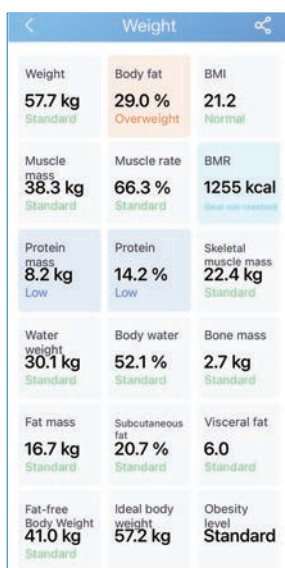 Weight
Weight
57.7 kg
Standard
Body fat
29.0 %
Overweight
BMI
21.2
Normal
Muscle
mass
38.3 kg
Standard
Muscle rate
66.3 %
Standard
BMR
1255 kcal
Protein
mass
8.2 kg
Low
Protein
14.2 %
Low
Skeletal
muscle mass
22.4 kg
Standard
Water
weight
30.1 kg
Standard
Body water
52.1 %
Standard
Bone mass
2.7 kg
Standard
Fat mass
16.7 kg
Standard
Subcutaneous
fat
20.7 %
Standard
Visceral fat
6.0
Standard
Fat-free
Body Weight
41.0 kg
Standard
Ideal body
weight
57.2 kg
Obesity
level
Standard